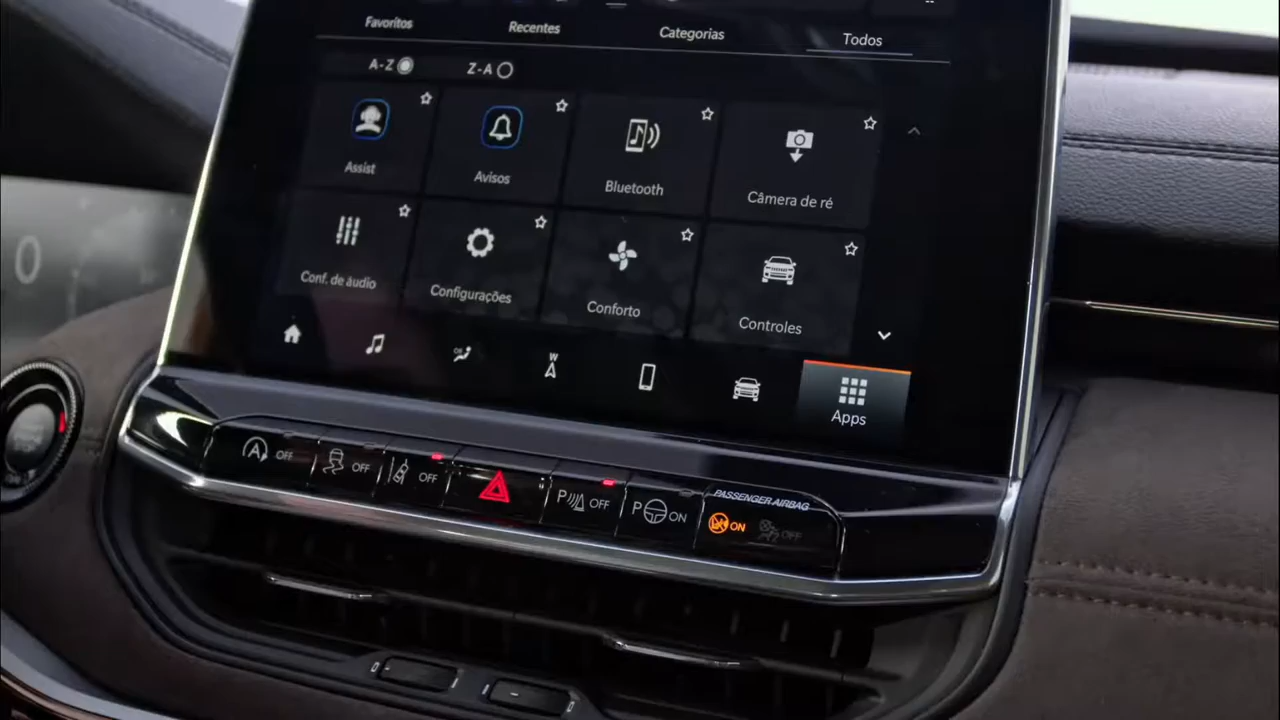 Favoritos Recentes Categorias Todos
A-Z Z-A
Assist Avisos Bluetooth Câmera de ré
Conf. de áudio Configurações Conforto Controles
W
Apps
PASSENGER AIRBAG
A OFF OFF OFF P OFF P ON ON OFF
0